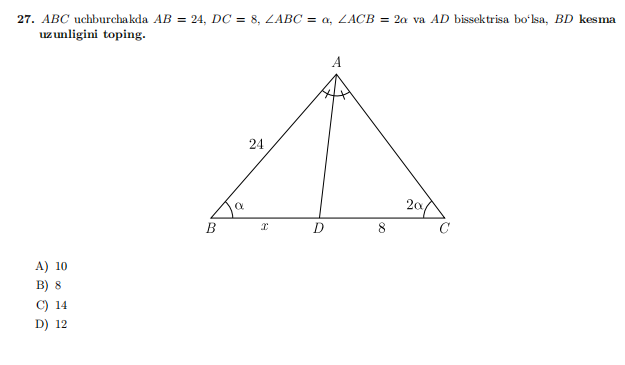 27. ABC uchburchakda AB = 24, DC = 8, ∠ABC = α, ∠ACB = 2α va AD bissektrisa bo‘lsa, BD kesma
uzunligini toping.
A
24
α
2α
B
x
D
8
C
A) 10
B) 8
C) 14
D) 12